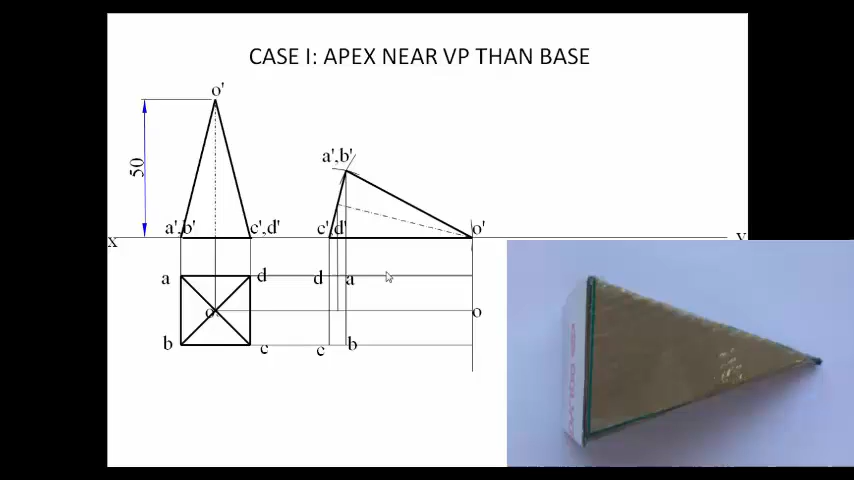 CASE I: APEX NEAR VP THAN BASE
o'
50
a',b'
a',b'
c',d'
c',d'
o'
x
y
a
d
d
a
o
o
b
c
c
b